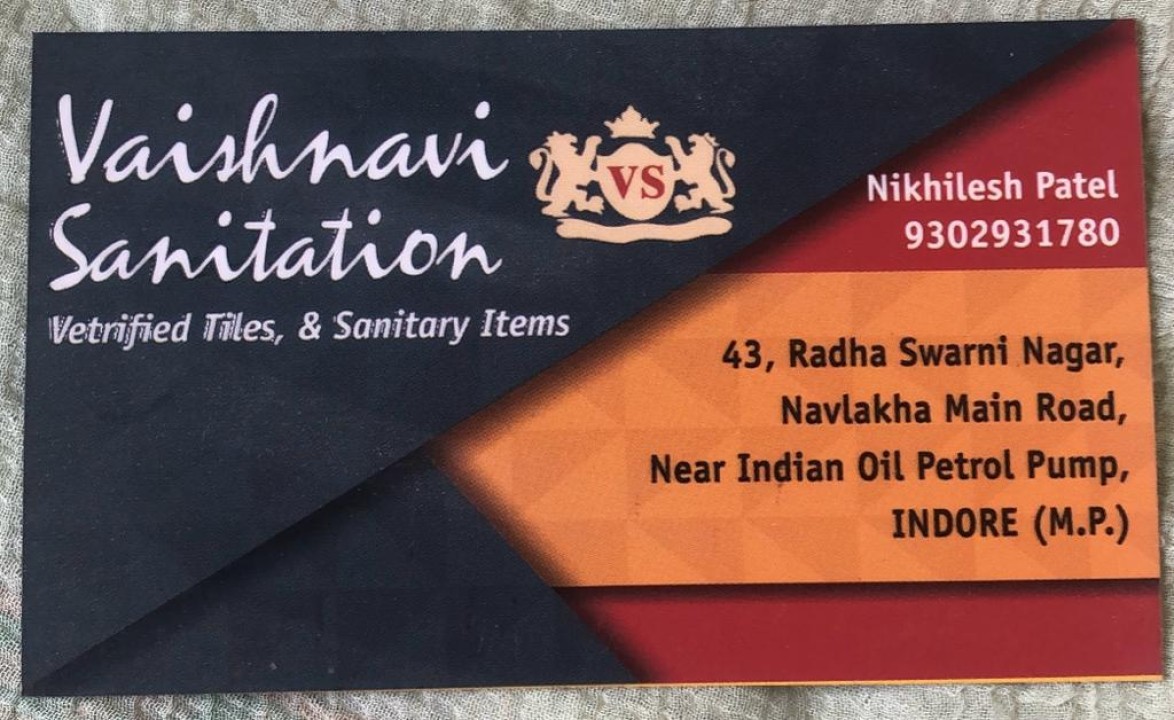 Vaishnavi
Sanitation
VS
Vetrified Tiles, & Sanitary Items
Nikhilesh Patel
9302931780
43, Radha Swarni Nagar,
Navlakha Main Road,
Near Indian Oil Petrol Pump,
INDORE (M.P.)